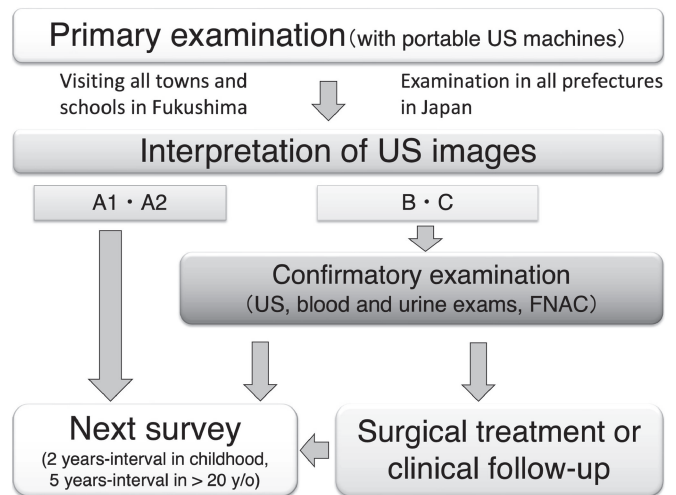 Primary examination (with portable US machines)
Visiting all towns and
schools in Fukushima
Examination in all prefectures
in Japan
Interpretation of US images
A1・A2
B・C
Confirmatory examination
(US, blood and urine exams, FNAC)
Next survey
(2 years-interval in childhood,
5 years-interval in > 20 y/o)
Surgical treatment or
clinical follow-up